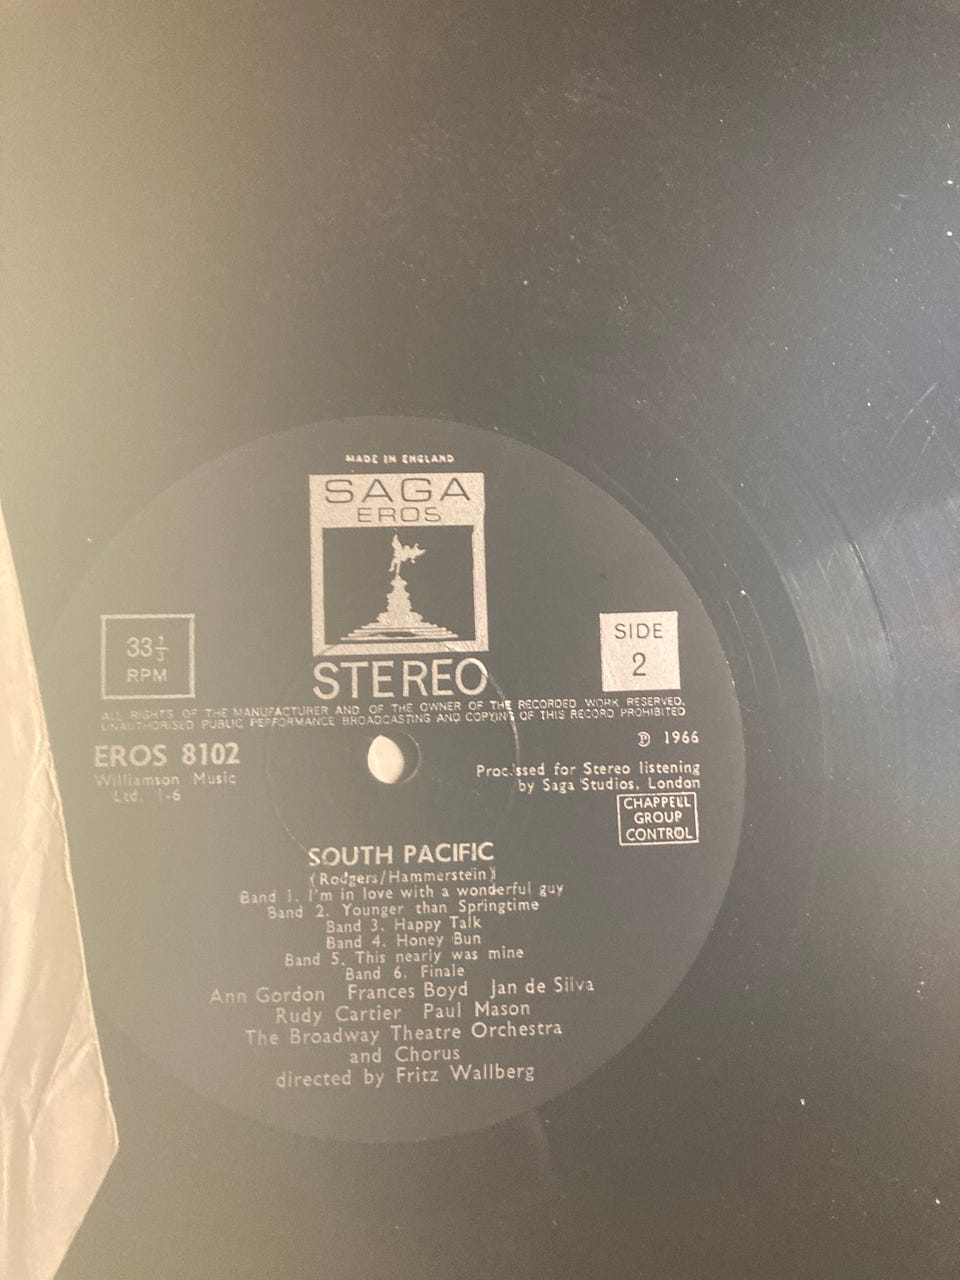 MADE IN ENGLAND
SAGA
EROS
STEREO
33 1/3
RPM
SIDE
2
ALL RIGHTS OF THE MANUFACTURER AND OF THE OWNER OF THE RECORDED WORK RESERVED.
UNAUTHORISED PUBLIC PERFORMANCE BROADCASTING AND COPYING OF THIS RECORD PROHIBITED
EROS 8102
Williamson Music
Ltd. 1-6
℗ 1966
Processed for Stereo listening
by Saga Studios, London
CHAPPELL
GROUP
CONTROL
SOUTH PACIFIC
(Rodgers/Hammerstein)
Band 1. I'm in love with a wonderful guy
Band 2. Younger than Springtime
Band 3. Happy Talk
Band 4. Honey Bun
Band 5. This nearly was mine
Band 6. Finale
Ann Gordon Frances Boyd Jan de Silva
Rudy Cartier Paul Mason
The Broadway Theatre Orchestra
and Chorus
directed by Fritz Wallberg